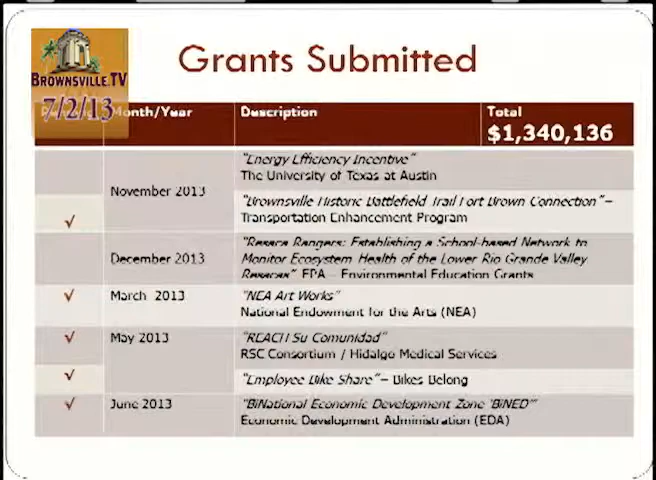 BROWNSVILLE.TV
7/2/13
Grants Submitted
Month/Year Description Total
$1,340,136
"Energy Efficiency Incentive"
The University of Texas at Austin
November 2013
"Brownsville Historic Battlefield Trail Fort Brown Connection"–
√ Transportation Enhancement Program
"Resaca Rangers: Establishing a School-based Network to
December 2013 Monitor Ecosystem Health of the Lower Rio Grande Valley
Resacas" EPA – Environmental Education Grants
√ March 2013 "NEA Art Works"
National Endowment for the Arts (NEA)
√ May 2013 "REACH Su Comunidad"
RSC Consortium / Hidalgo Medical Services
√ "Employee Bike Share"– Bikes Belong
√ June 2013 "BiNational Economic Development Zone 'BiNED'"
Economic Development Administration (EDA)